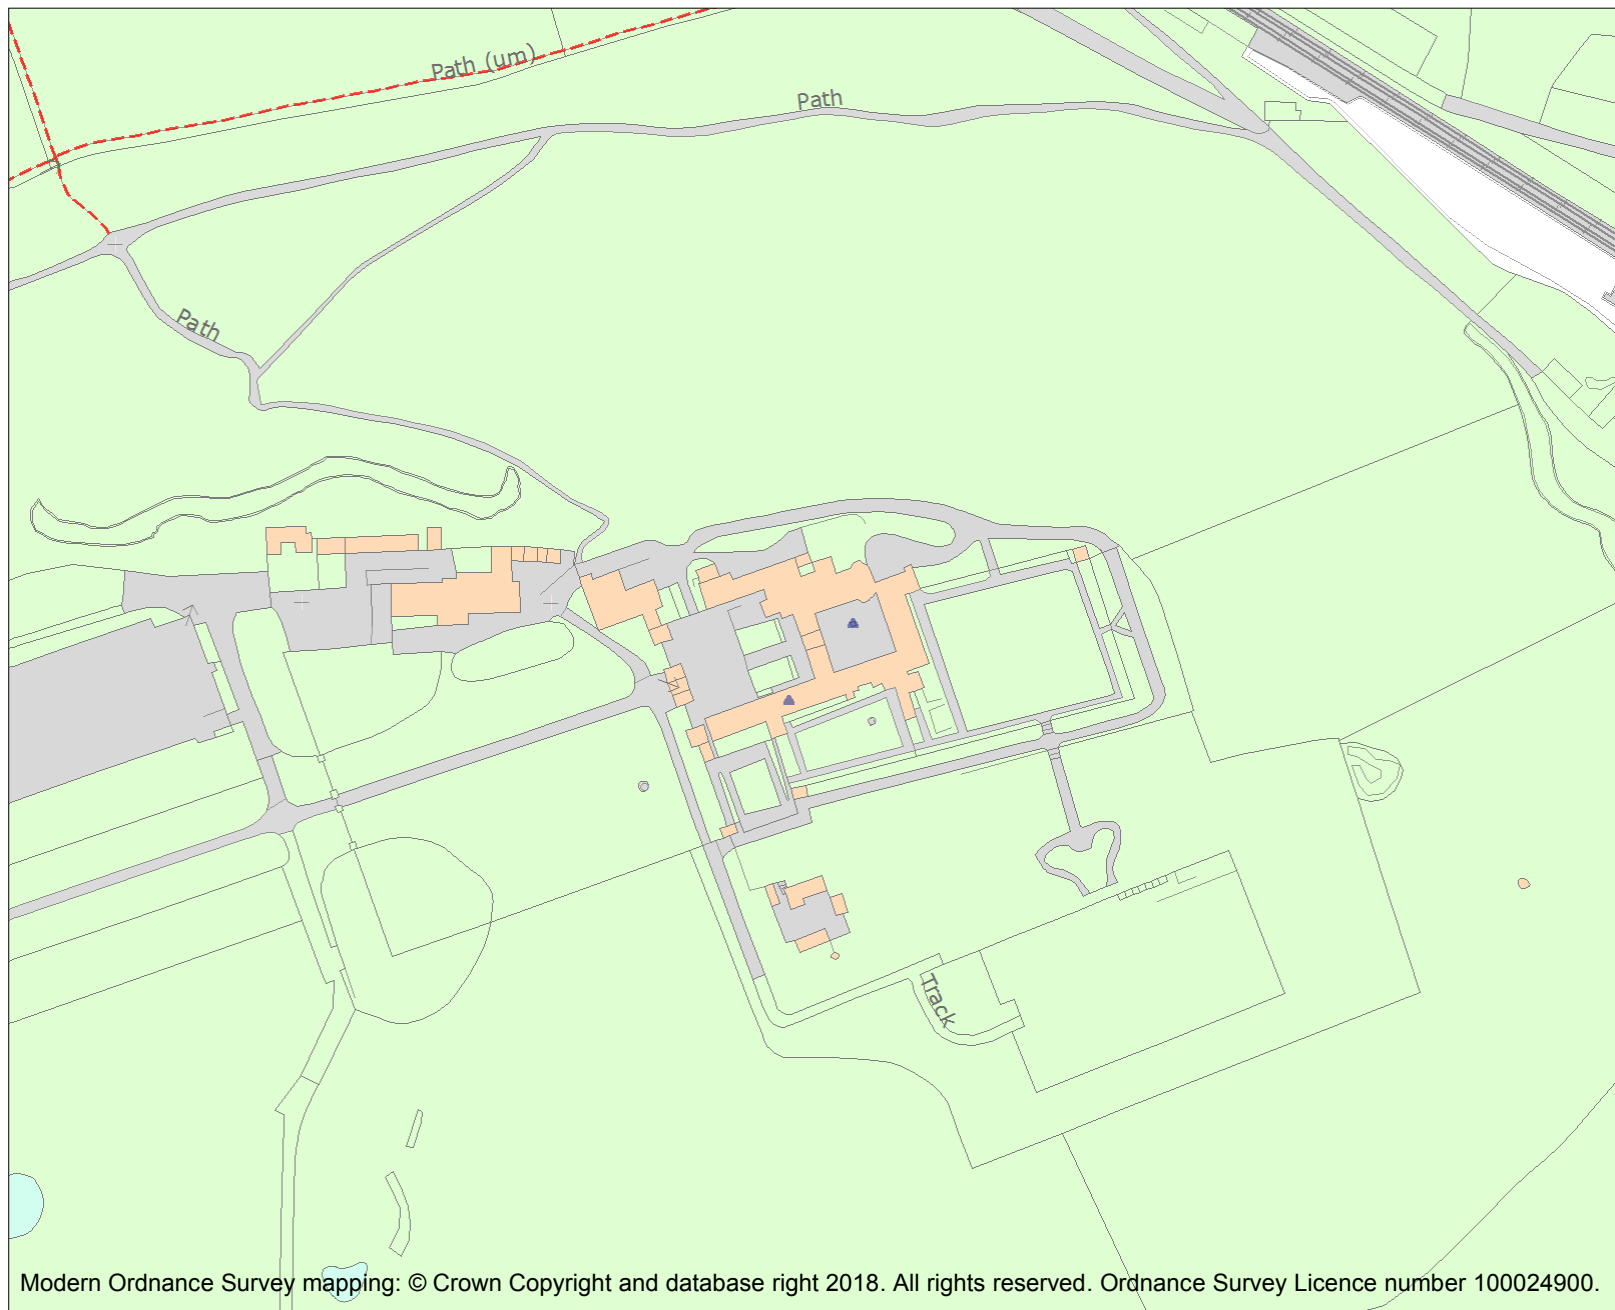 Path (um)
Path
Path
Track
Modern Ordnance Survey mapping: © Crown Copyright and database right 2018. All rights reserved. Ordnance Survey Licence number 100024900.